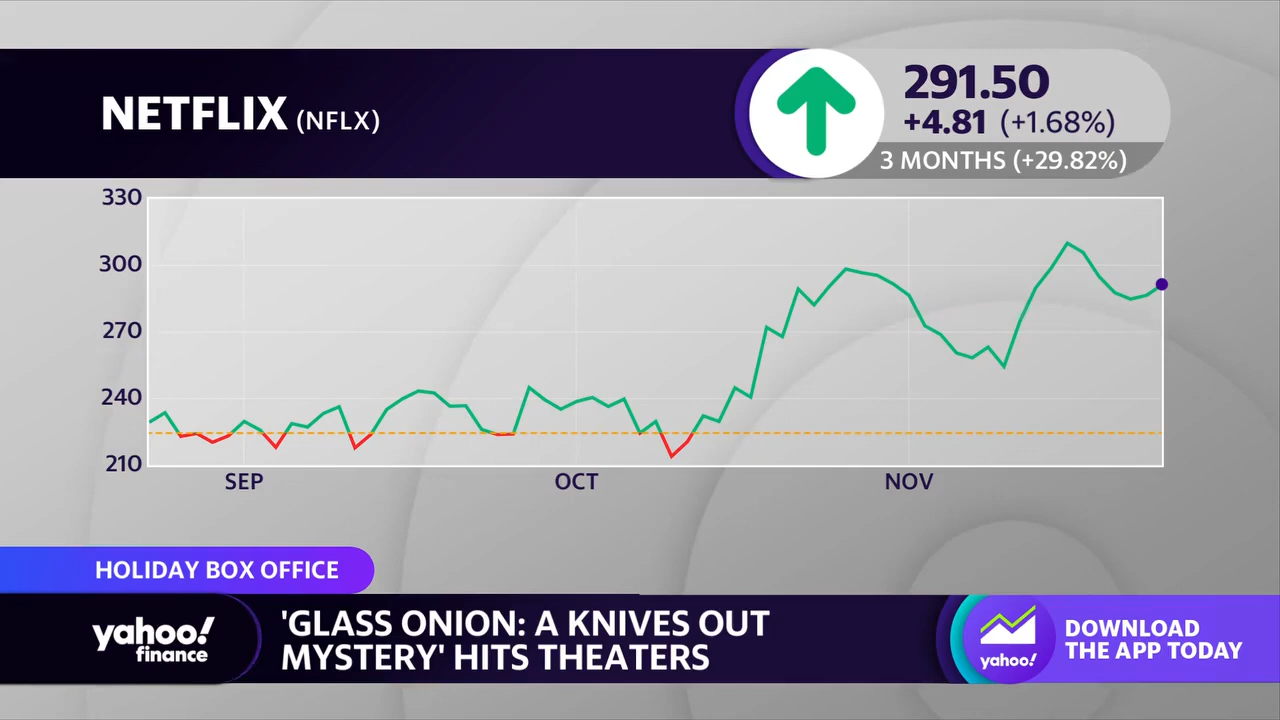 NETFLIX (NFLX)
291.50
+4.81 (+1.68%)
3 MONTHS (+29.82%)
330
300
270
240
210
SEP OCT NOV
HOLIDAY BOX OFFICE
yahoo!
finance
'GLASS ONION: A KNIVES OUT
MYSTERY' HITS THEATERS
yahoo!
DOWNLOAD
THE APP TODAY